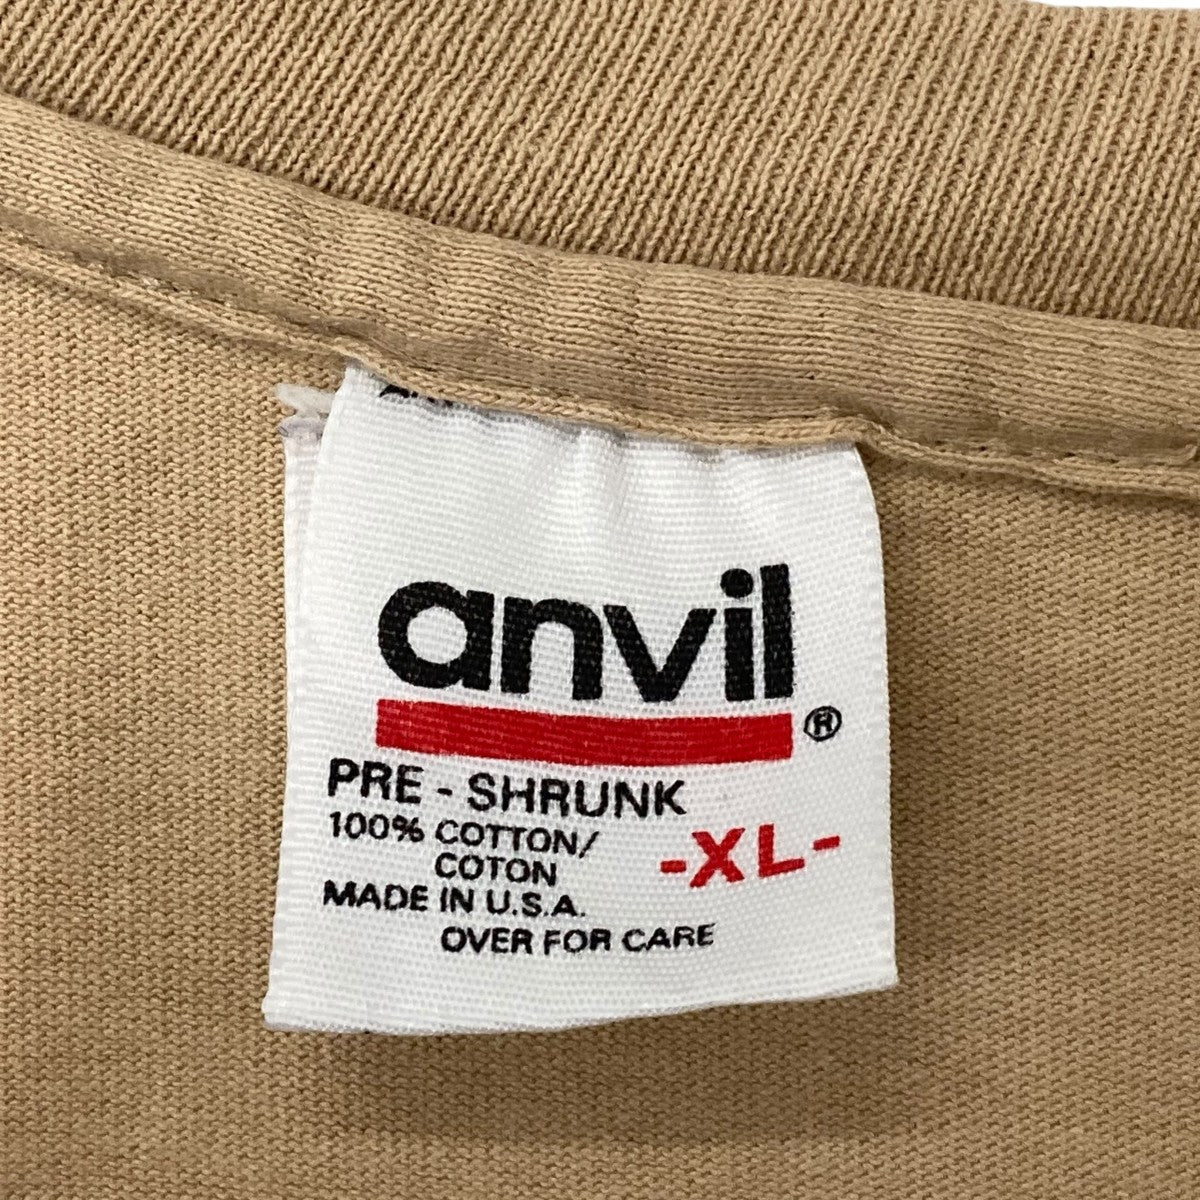 anvil®
PRE - SHRUNK
100% COTTON/
COTON
-XL-
MADE IN U.S.A.
OVER FOR CARE